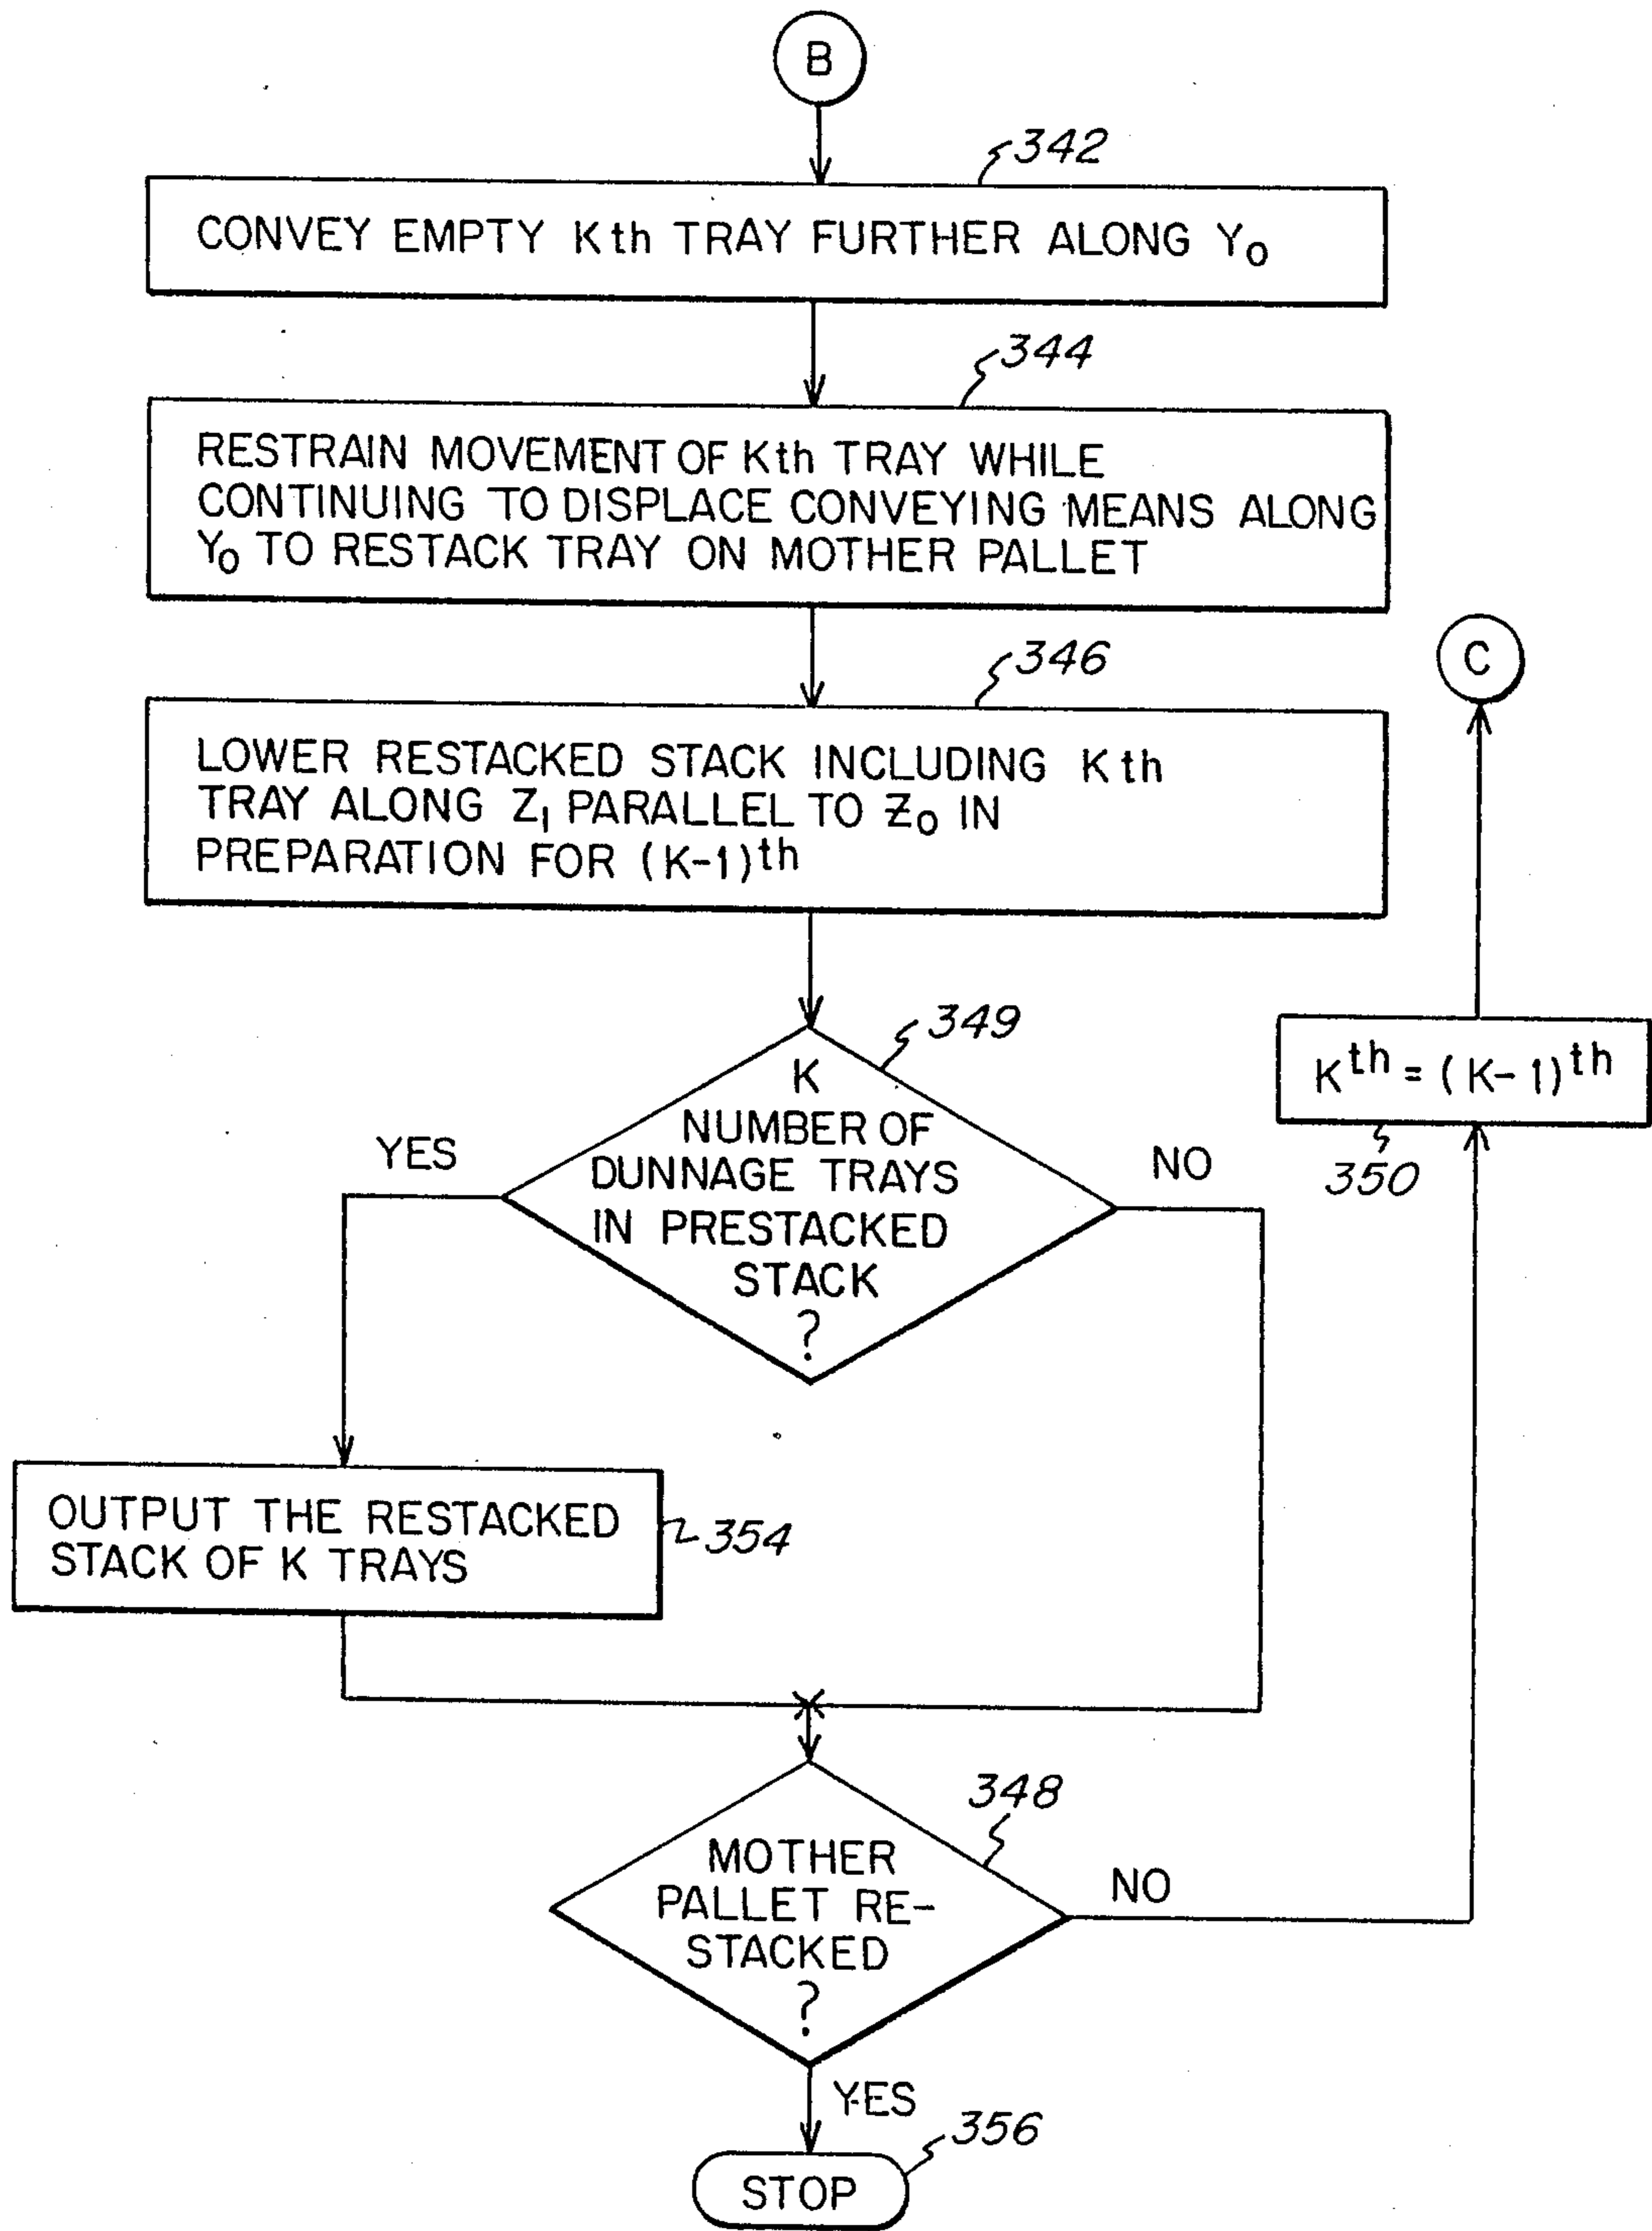 B
342
CONVEY EMPTY Kth TRAY FURTHER ALONG Y₀
344
RESTRAIN MOVEMENT OF Kth TRAY WHILE
CONTINUING TO DISPLACE CONVEYING MEANS ALONG
Y₀ TO RESTACK TRAY ON MOTHER PALLET
346
C
LOWER RESTACKED STACK INCLUDING Kth
TRAY ALONG Z₁ PARALLEL TO Z₀ IN
PREPARATION FOR (K-1)ᵗʰ
349
K
NUMBER OF
DUNNAGE TRAYS
IN PRESTACKED
STACK
?
YES
NO
Kᵗʰ = (K-1)ᵗʰ
350
OUTPUT THE RESTACKED
STACK OF K TRAYS
354
348
MOTHER
PALLET RE-
STACKED
?
NO
YES
356
STOP